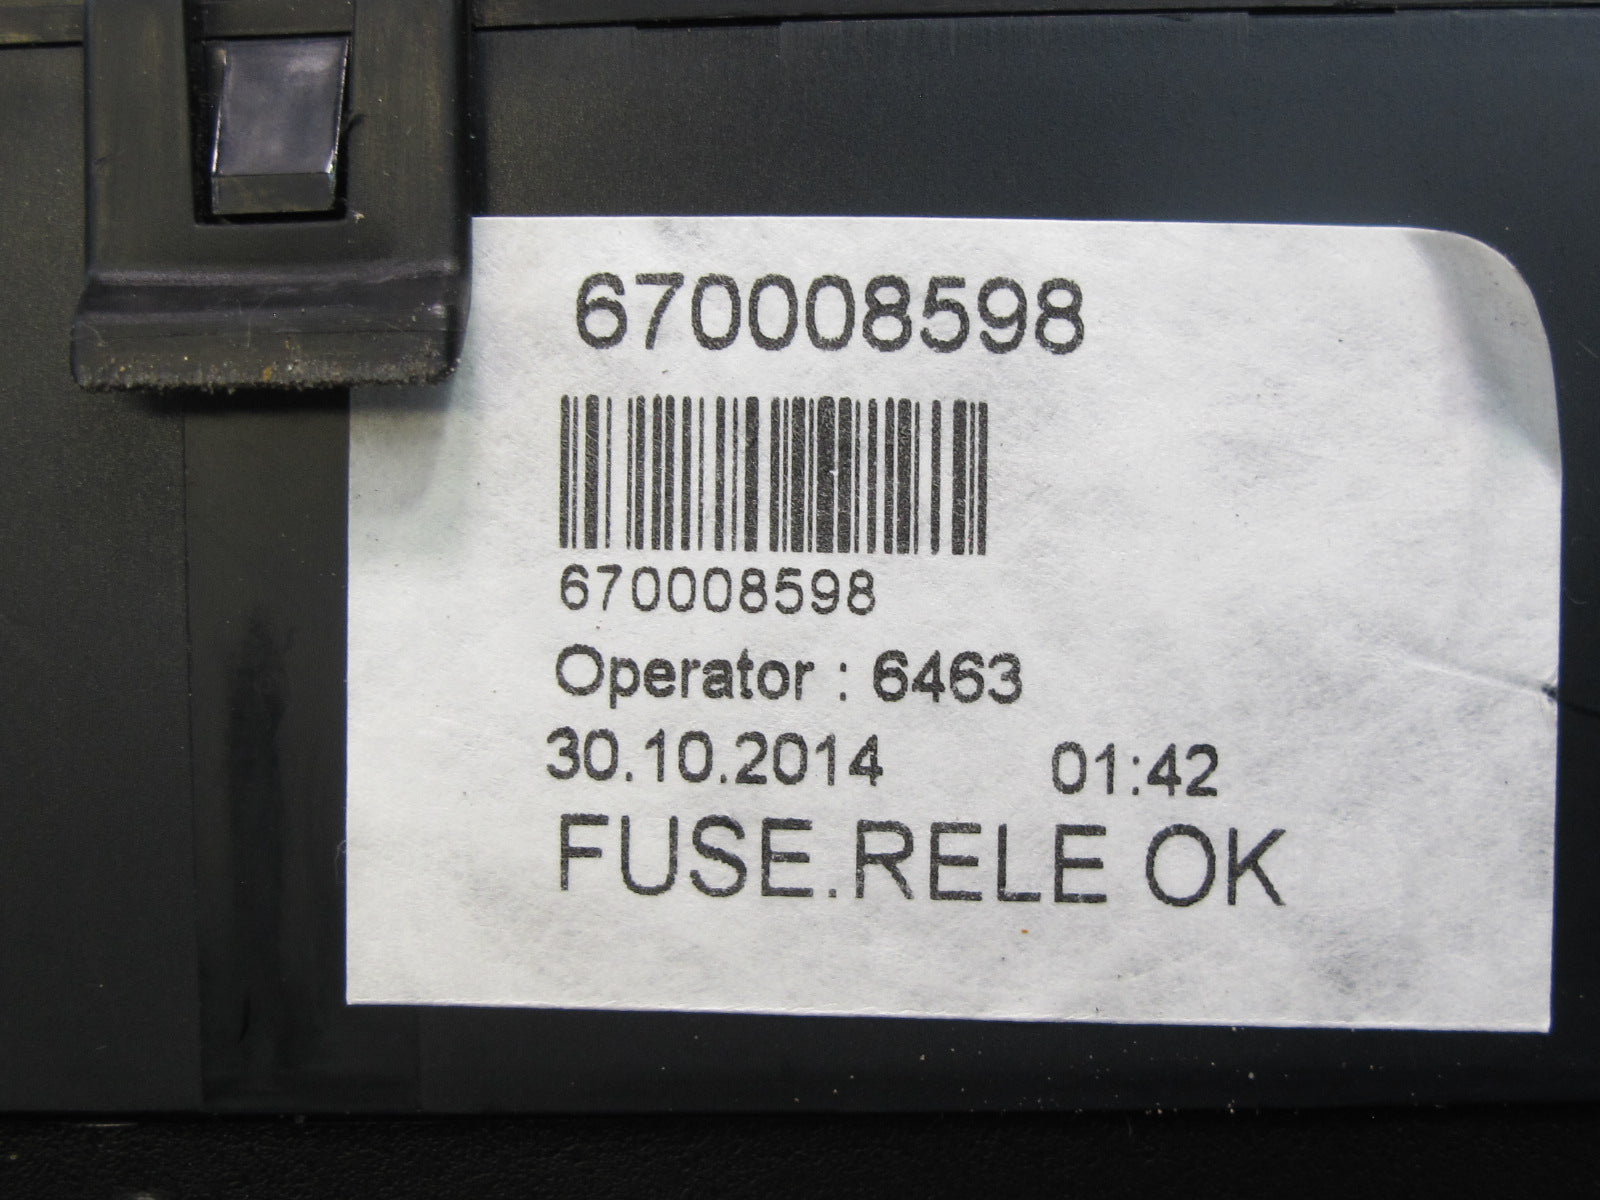 670008598
670008598
Operator : 6463
30.10.2014 01:42
FUSE.RELE OK